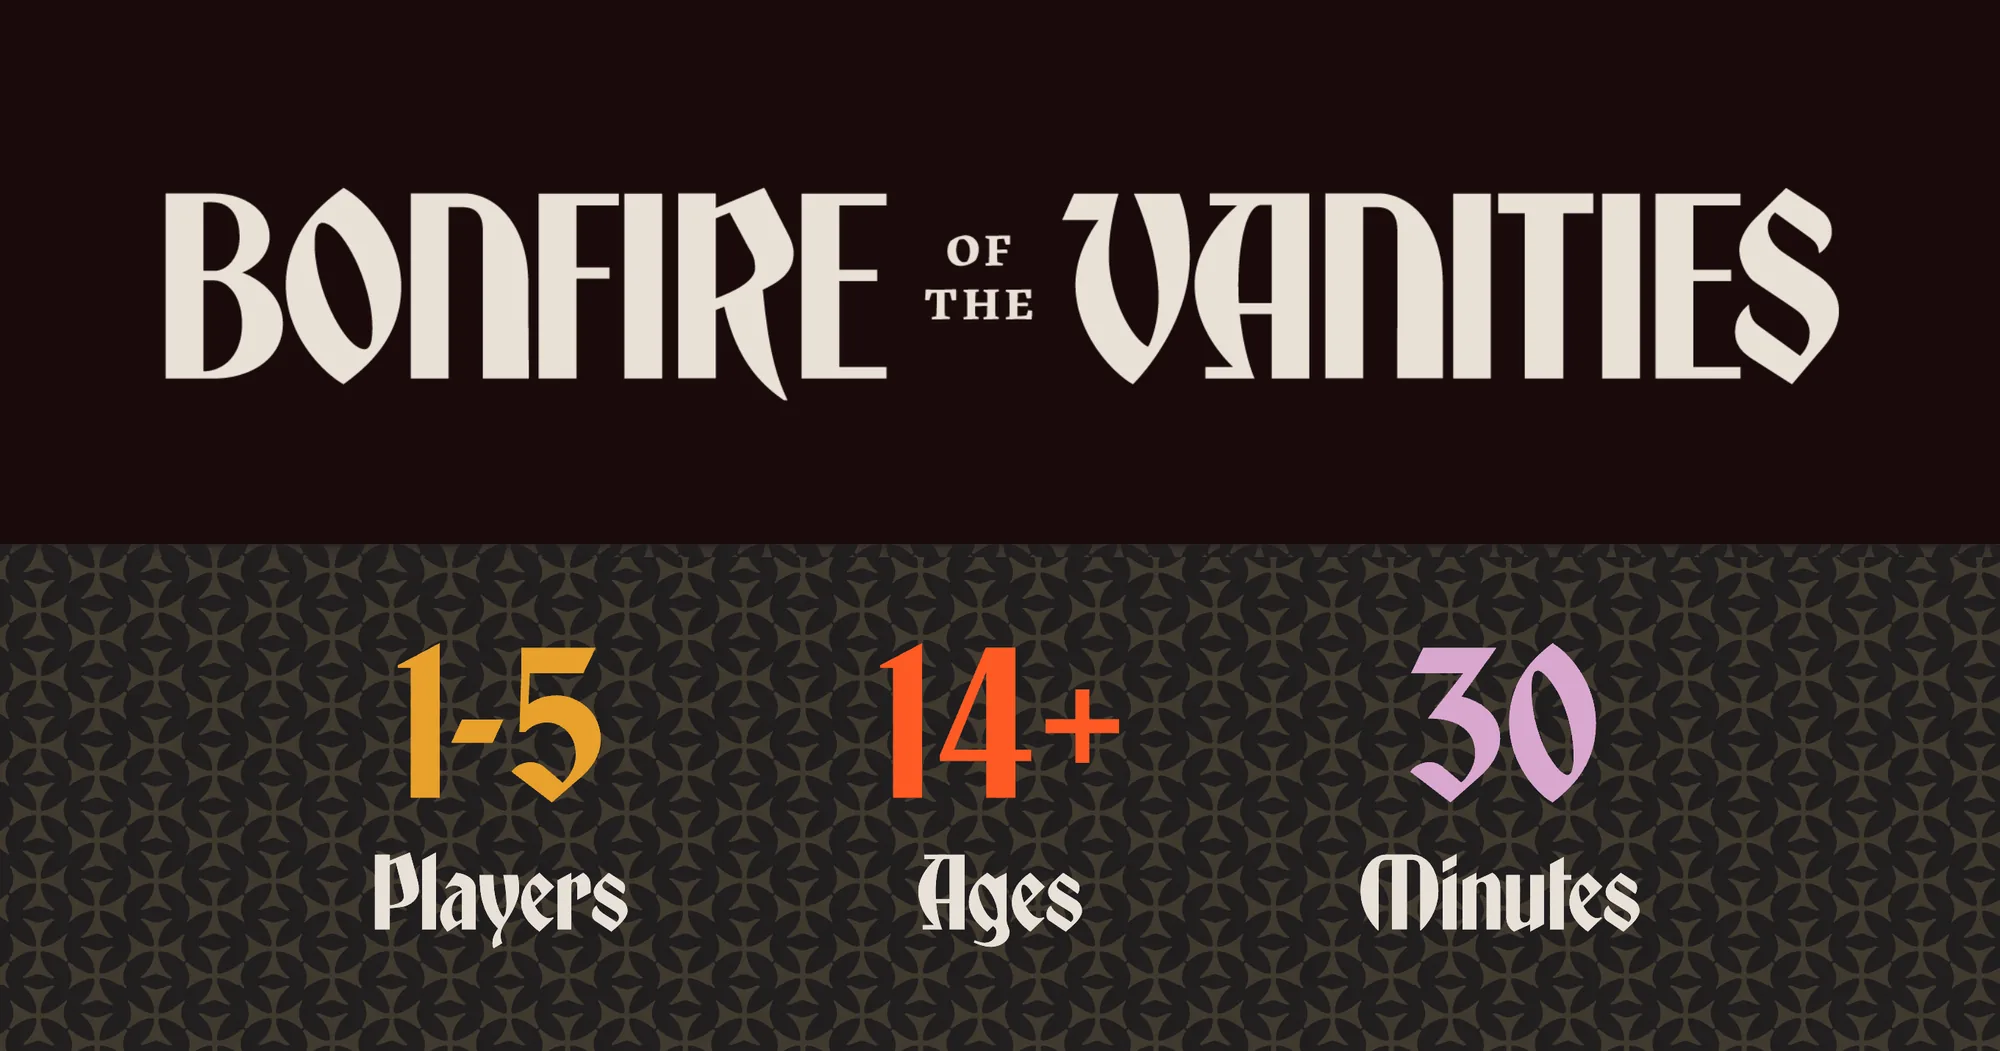 BONFIRE OF THE VANITIES
1-5 14+ 30
Players Ages Minutes